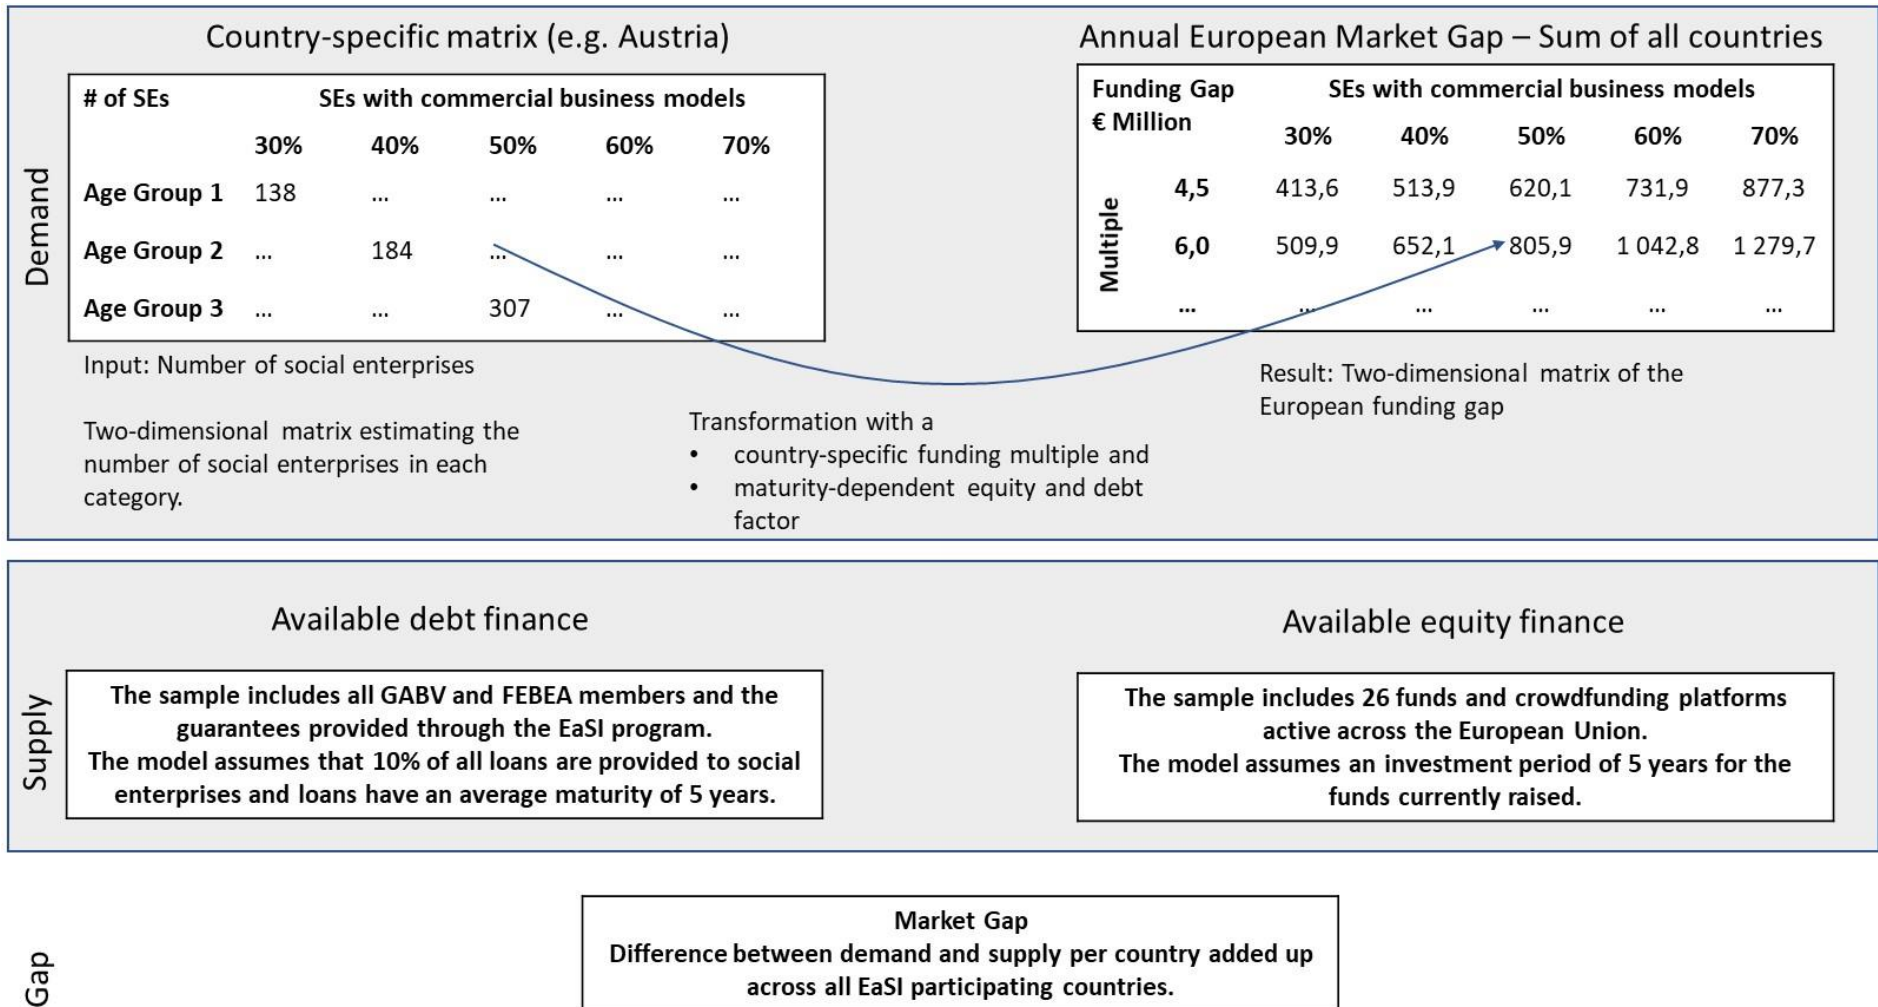 Country-specific matrix (e.g. Austria)
# of SEs SEs with commercial business models
30% 40% 50% 60% 70%
Age Group 1 138 ... ... ... ...
Age Group 2 ... 184 ... ... ...
Age Group 3 ... ... 307 ... ...
Input: Number of social enterprises
Two-dimensional matrix estimating the
number of social enterprises in each
category.
Demand
Transformation with a
• country-specific funding multiple and
• maturity-dependent equity and debt
factor
Annual European Market Gap – Sum of all countries
Funding Gap SEs with commercial business models
€ Million 30% 40% 50% 60% 70%
Multiple
4,5 413,6 513,9 620,1 731,9 877,3
6,0 509,9 652,1 805,9 1 042,8 1 279,7
... ... ... ... ... ...
Result: Two-dimensional matrix of the
European funding gap
Supply
Available debt finance
The sample includes all GABV and FEBEA members and the
guarantees provided through the EaSI program.
The model assumes that 10% of all loans are provided to social
enterprises and loans have an average maturity of 5 years.
Available equity finance
The sample includes 26 funds and crowdfunding platforms
active across the European Union.
The model assumes an investment period of 5 years for the
funds currently raised.
Gap
Market Gap
Difference between demand and supply per country added up
across all EaSI participating countries.